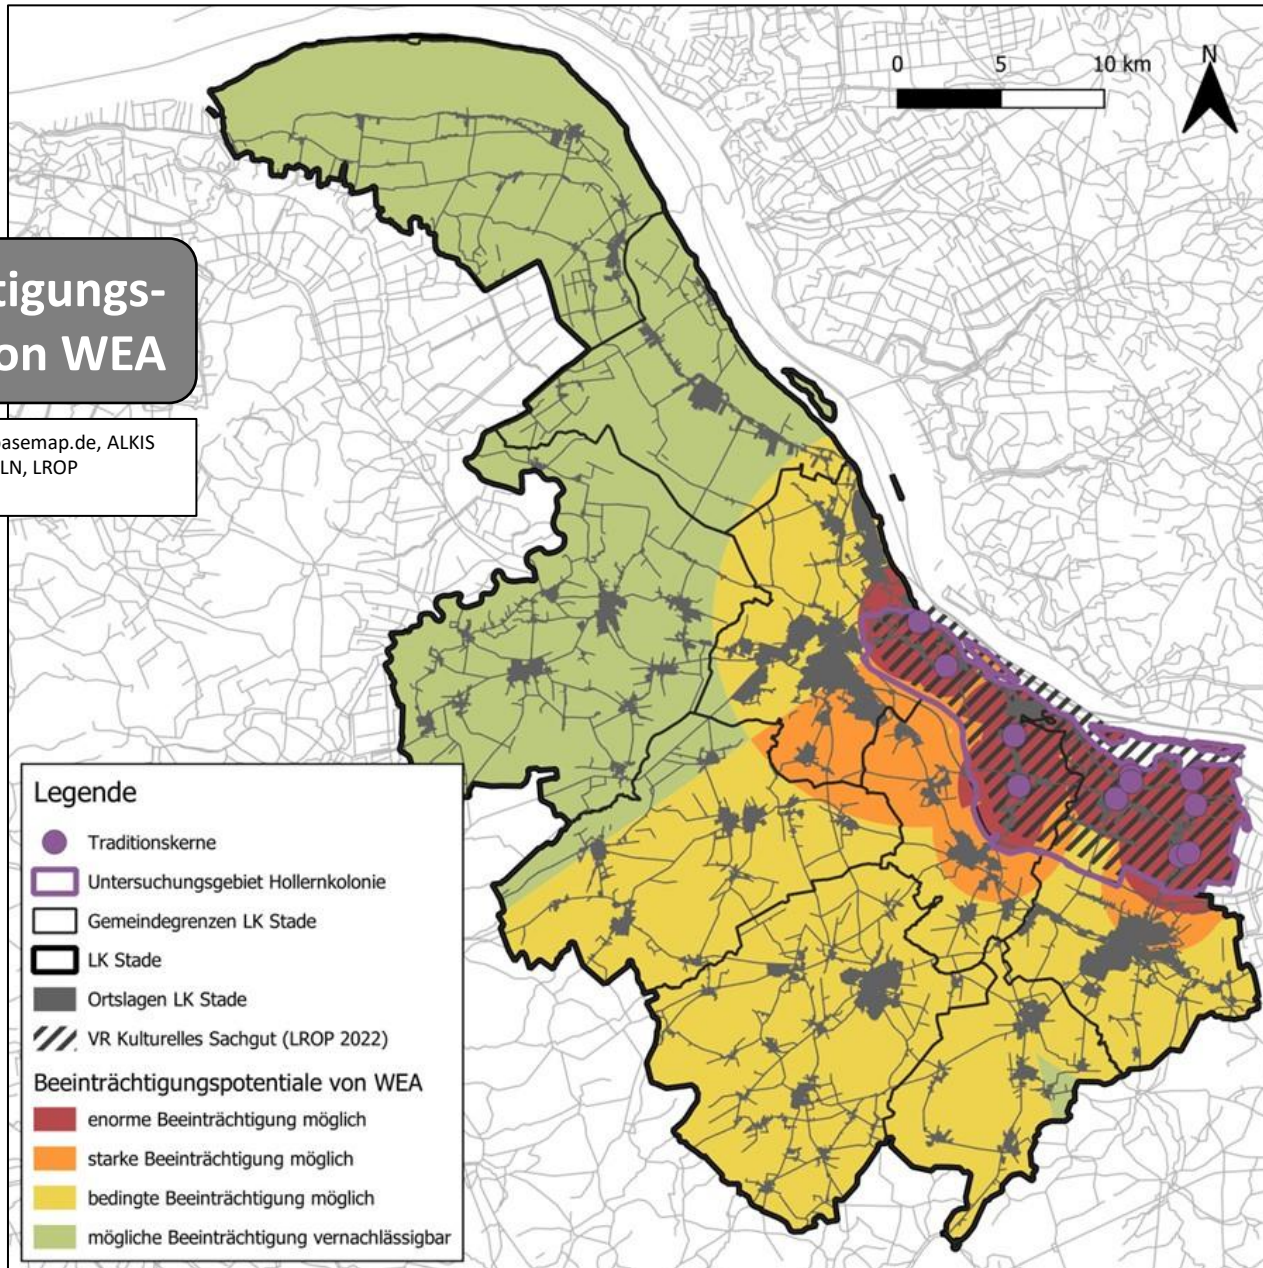 0 5 10 km
N
tigungs-
on WEA
basemap.de, ALKIS
LN, LROP
Legende
Traditionskerne
Untersuchungsgebiet Hollernkolonie
Gemeindegrenzen LK Stade
LK Stade
Ortslagen LK Stade
VR Kulturelles Sachgut (LROP 2022)
Beeinträchtigungspotentiale von WEA
enorme Beeinträchtigung möglich
starke Beeinträchtigung möglich
bedingte Beeinträchtigung möglich
mögliche Beeinträchtigung vernachlässigbar